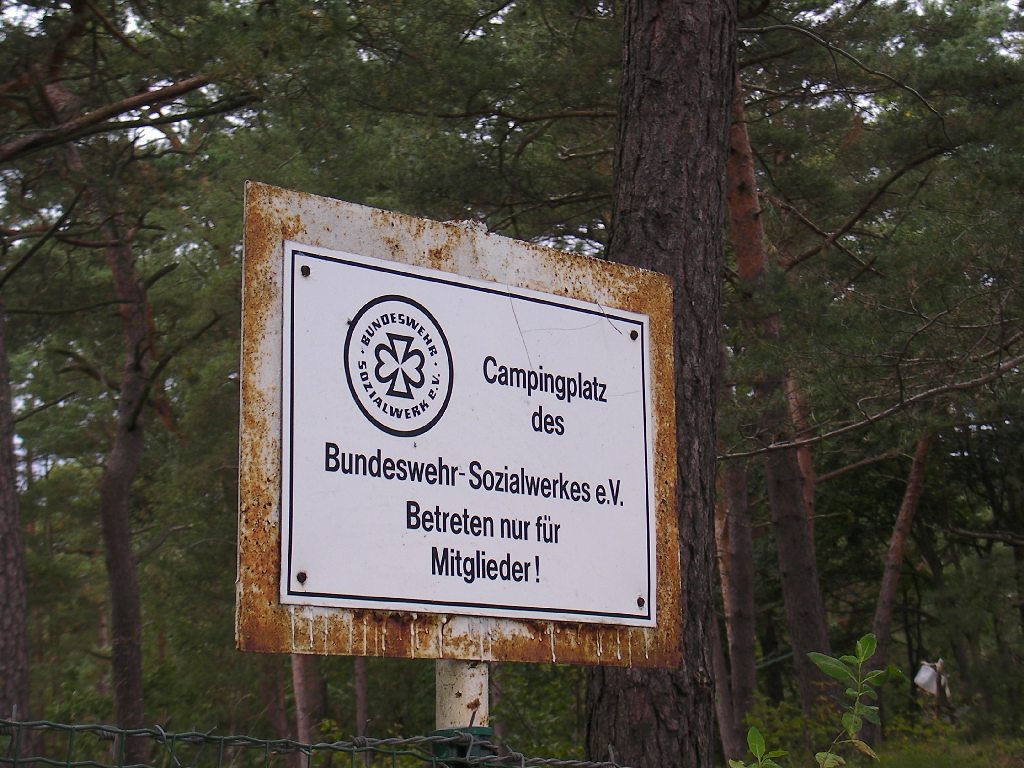 BUNDESWEHR
SOZIALWERK E.V.
Campingplatz
des
Bundeswehr-Sozialwerkes e.V.
Betreten nur für
Mitglieder!